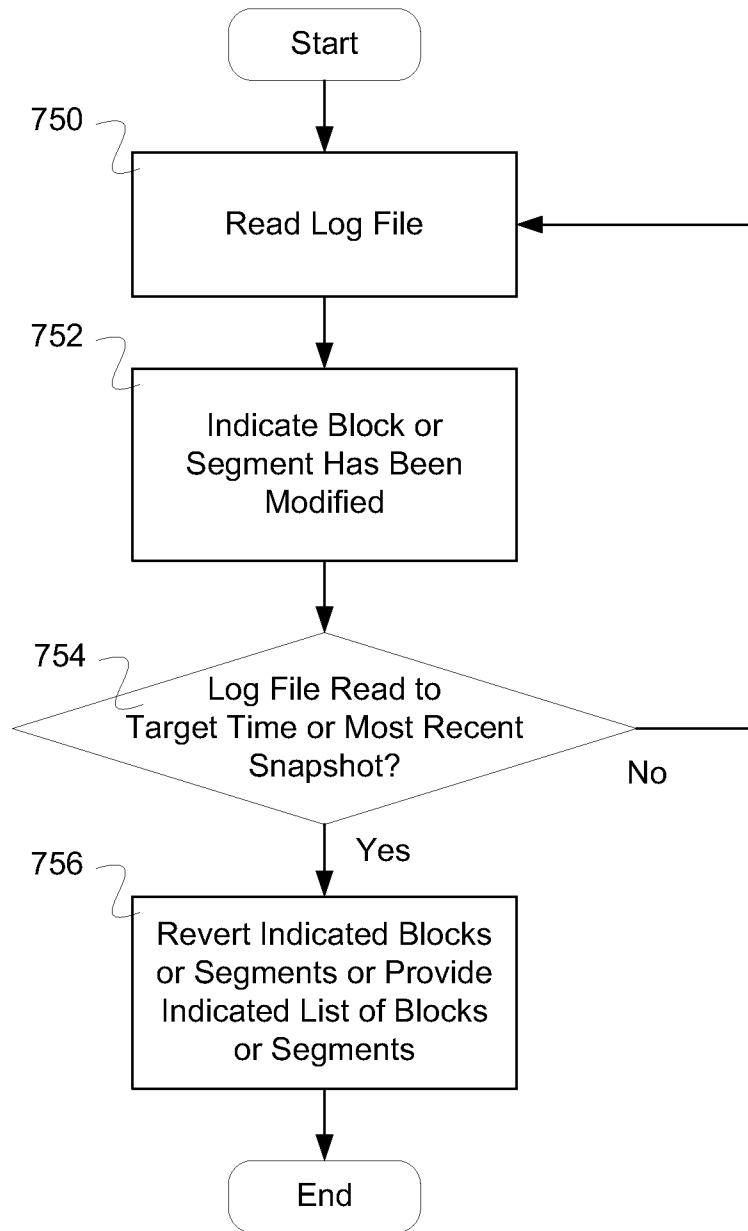 Start
750
Read Log File
752
Indicate Block or
Segment Has Been
Modified
754
Log File Read to
Target Time or Most Recent
Snapshot?
No
Yes
756
Revert Indicated Blocks
or Segments or Provide
Indicated List of Blocks
or Segments
End